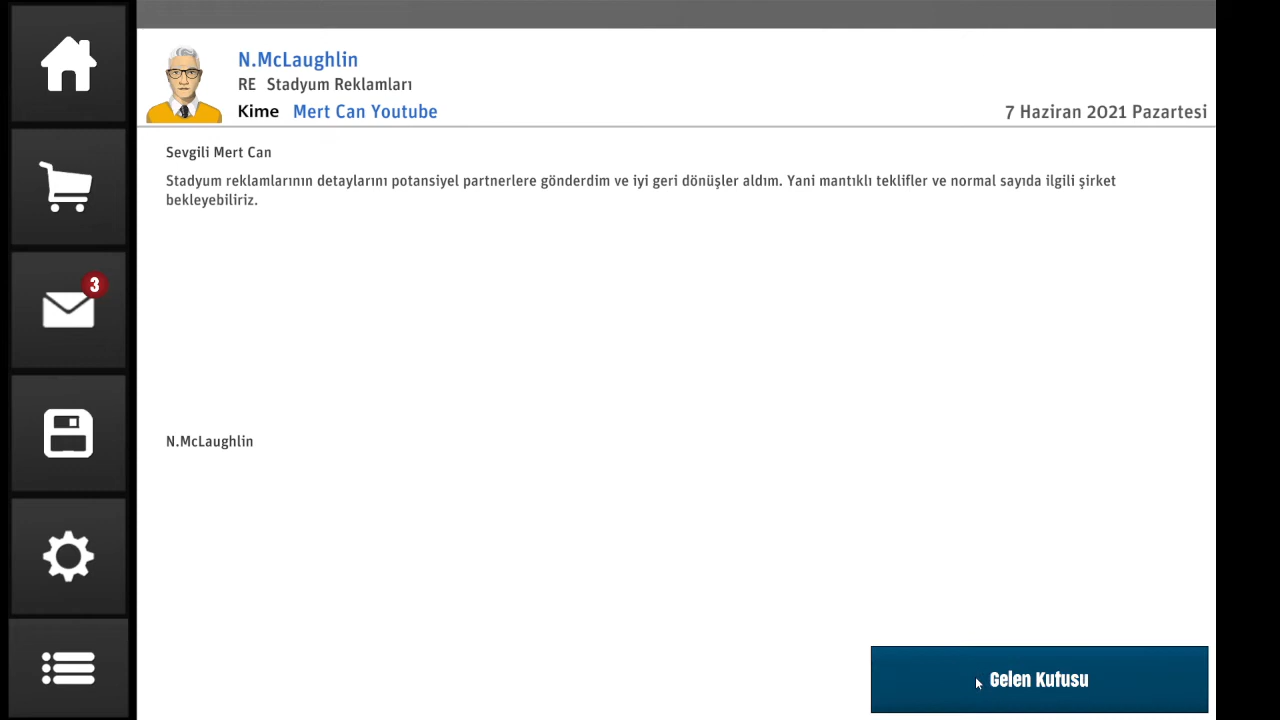 N.McLaughlin
RE Stadyum Reklamları
Kime Mert Can Youtube
7 Haziran 2021 Pazartesi
Sevgili Mert Can
Stadyum reklamlarının detaylarını potansiyel partnerlere gönderdim ve iyi geri dönüşler aldım. Yani mantıklı teklifler ve normal sayıda ilgili şirket
bekleyebiliriz.
3
N.McLaughlin
Gelen Kutusu